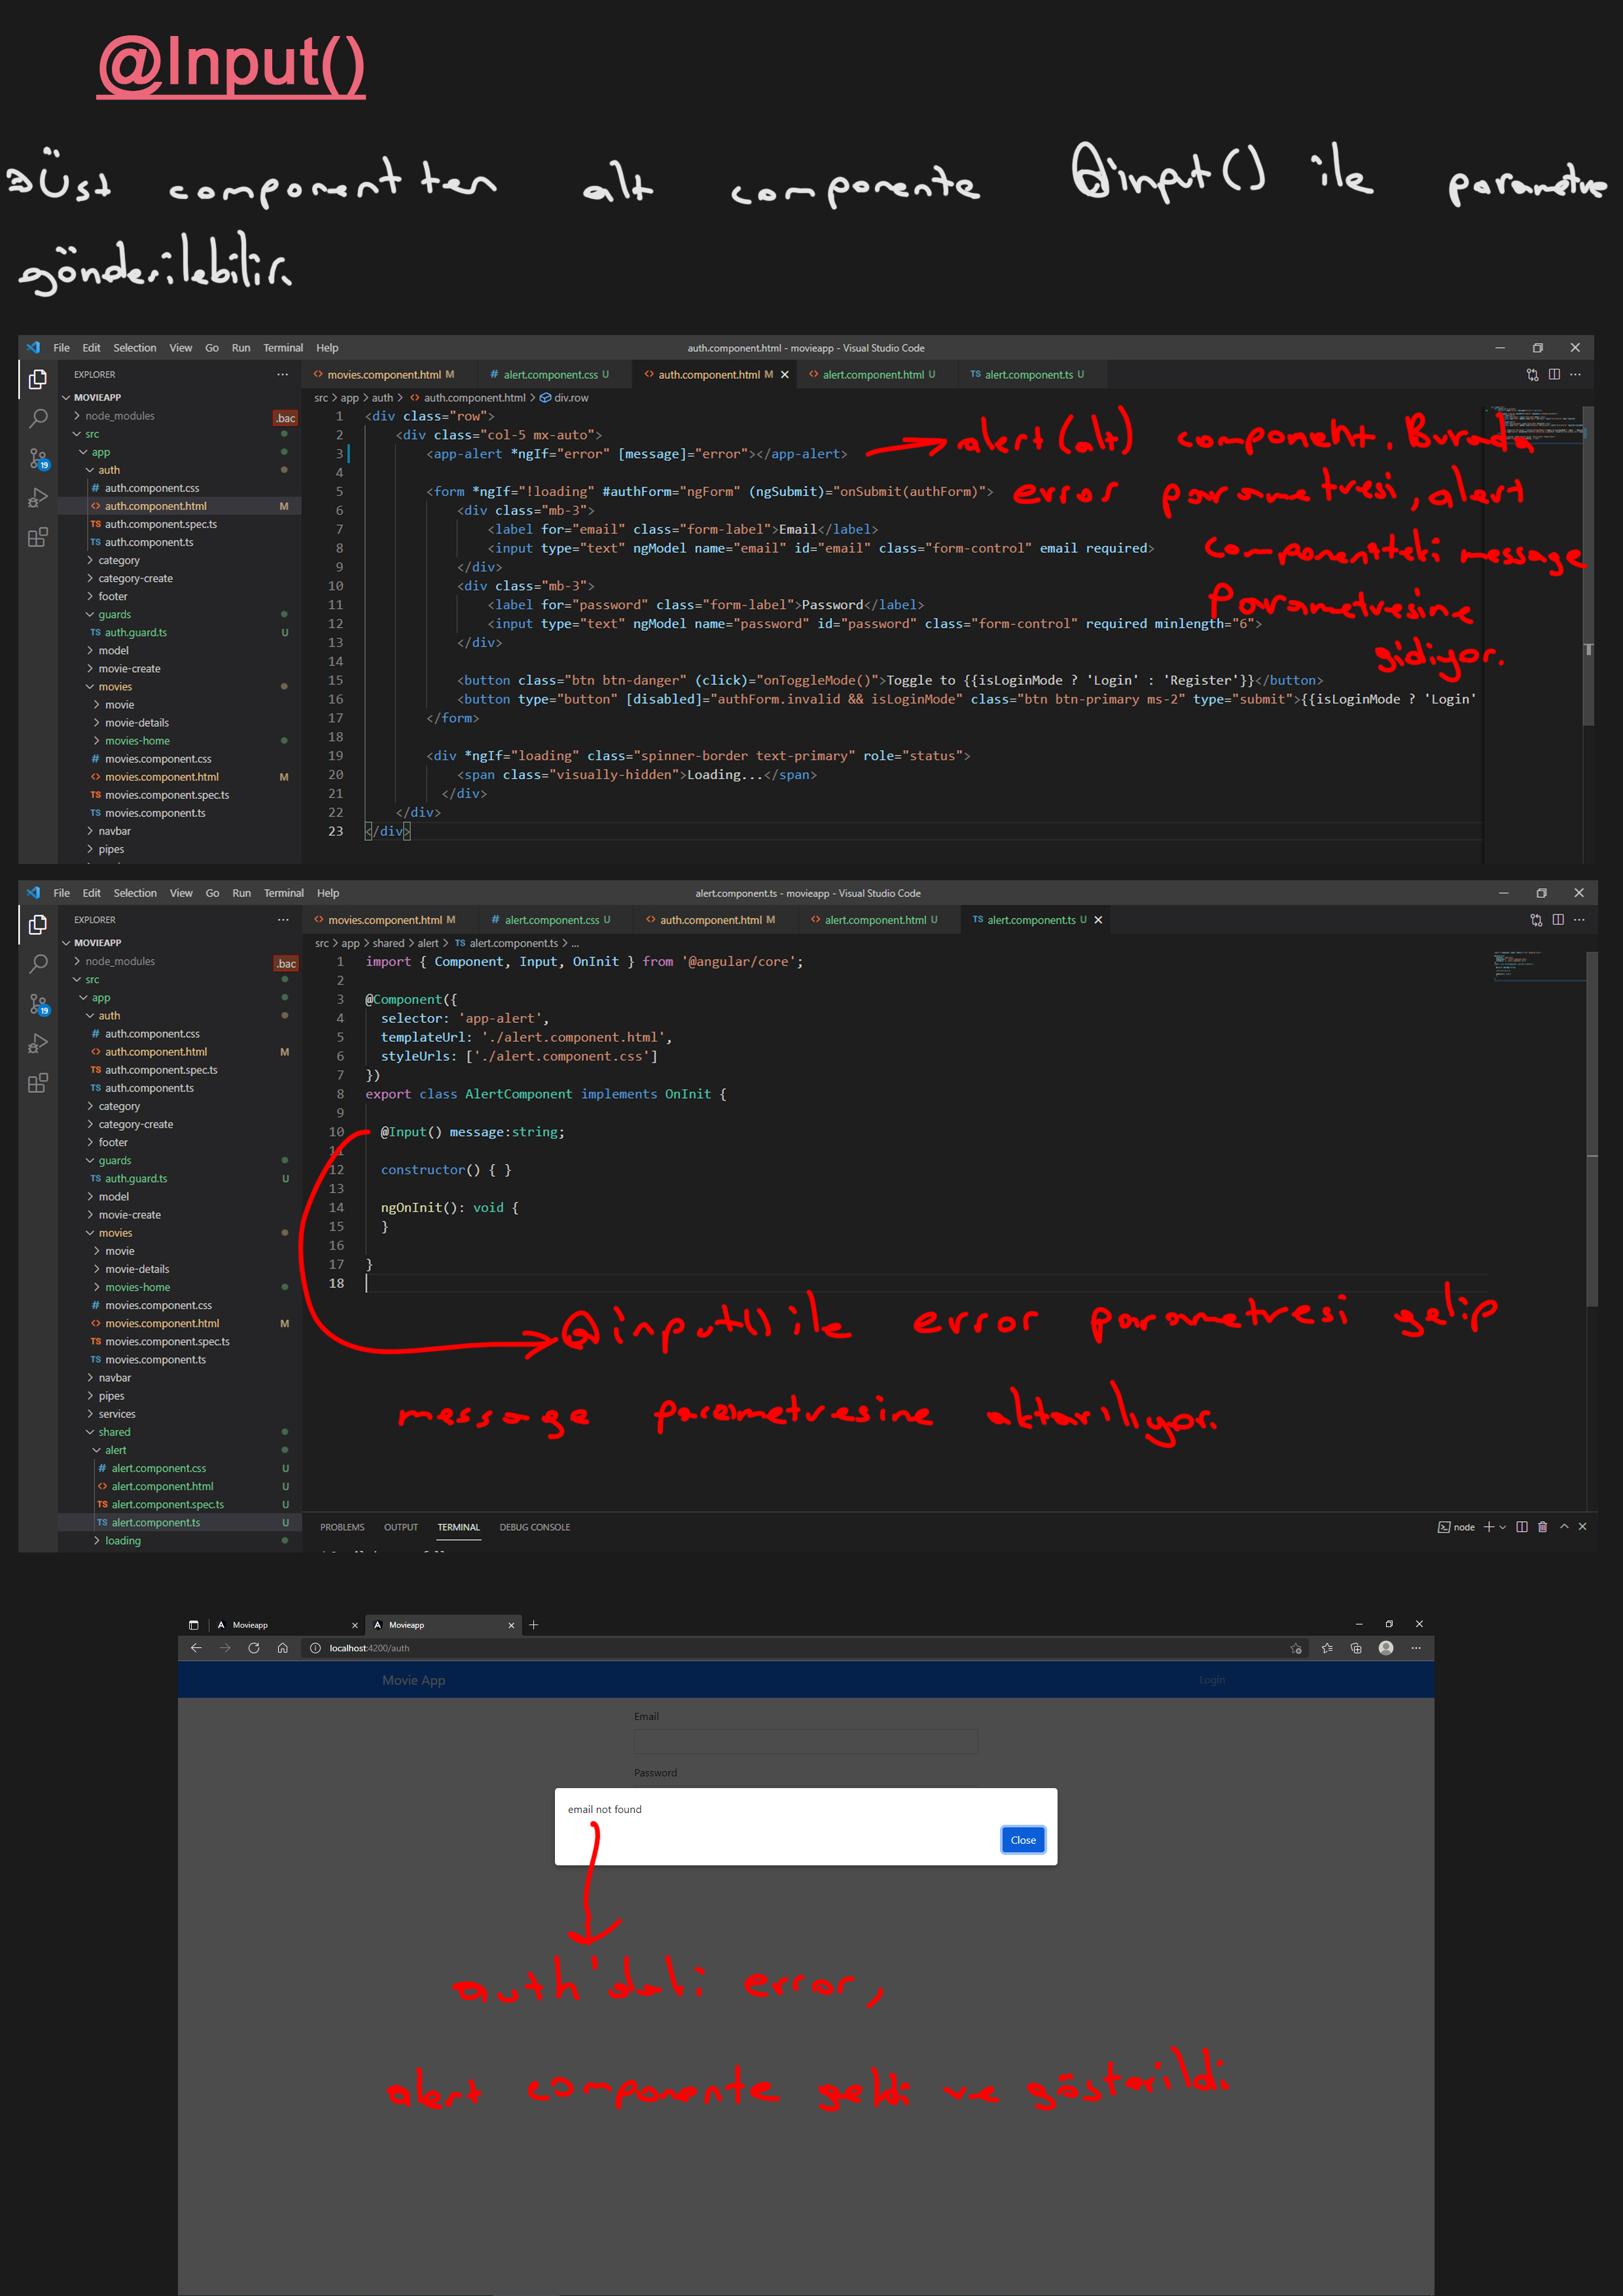 @Input()
Üst componentten alt componente @input() ile parametre
gönderilebilir.
File Edit Selection View Go Run Terminal Help
auth.component.html - movieapp - Visual Studio Code
EXPLORER
movies.component.html M
alert.component.css U
auth.component.html M
alert.component.html U
alert.component.ts U
MOVIEAPP
src > app > auth > auth.component.html > div.row
node_modules
.bac
src
app
auth
auth.component.css
auth.component.html M
auth.component.spec.ts
auth.component.ts
category
category-create
footer
guards
auth.guard.ts U
model
movie-create
movies
movie
movie-details
movies-home
movies.component.css
movies.component.html M
movies.component.spec.ts
movies.component.ts
navbar
pipes
19
1 <div class="row">
2 <div class="col-5 mx-auto">
3 <app-alert *ngIf="error" [message]="error"></app-alert>
4
5 <form *ngIf="!loading" #authForm="ngForm" (ngSubmit)="onSubmit(authForm)">
6 <div class="mb-3">
7 <label for="email" class="form-label">Email</label>
8 <input type="text" ngModel name="email" id="email" class="form-control" email required>
9 </div>
10 <div class="mb-3">
11 <label for="password" class="form-label">Password</label>
12 <input type="text" ngModel name="password" id="password" class="form-control" required minlength="6">
13 </div>
14
15 <button class="btn btn-danger" (click)="onToggleMode()">Toggle to {{isLoginMode ? 'Login' : 'Register'}}</button>
16 <button type="button" [disabled]="authForm.invalid && isLoginMode" class="btn btn-primary ms-2" type="submit">{{isLoginMode ? 'Login'
17 </form>
18
19 <div *ngIf="loading" class="spinner-border text-primary" role="status">
20 <span class="visually-hidden">Loading...</span>
21 </div>
22 </div>
23 </div>
alert(alt) component. Burada
error parametresi, alert
componentteki message
Parametresine
gidiyor.
File Edit Selection View Go Run Terminal Help
alert.component.ts - movieapp - Visual Studio Code
EXPLORER
movies.component.html M
alert.component.css U
auth.component.html M
alert.component.html U
alert.component.ts U
MOVIEAPP
src > app > shared > alert > alert.component.ts > ...
node_modules
.bac
src
app
auth
auth.component.css
auth.component.html M
auth.component.spec.ts
auth.component.ts
category
category-create
footer
guards
auth.guard.ts U
model
movie-create
movies
movie
movie-details
movies-home
movies.component.css
movies.component.html M
movies.component.spec.ts
movies.component.ts
navbar
pipes
services
shared
alert
alert.component.css U
alert.component.html U
alert.component.spec.ts U
alert.component.ts U
loading
19
1 import { Component, Input, OnInit } from '@angular/core';
2
3 @Component({
4 selector: 'app-alert',
5 templateUrl: './alert.component.html',
6 styleUrls: ['./alert.component.css']
7 })
8 export class AlertComponent implements OnInit {
9
10 @Input() message:string;
11
12 constructor() { }
13
14 ngOnInit(): void {
15 }
16
17 }
18
@input() ile error parametresi gelip
message parametresine aktarılıyor.
PROBLEMS OUTPUT TERMINAL DEBUG CONSOLE
node
Movieapp
Movieapp
localhost:4200/auth
Movie App
Login
Email
Password
email not found
Close
auth'daki error,
alert componente geldi ve gösterildi